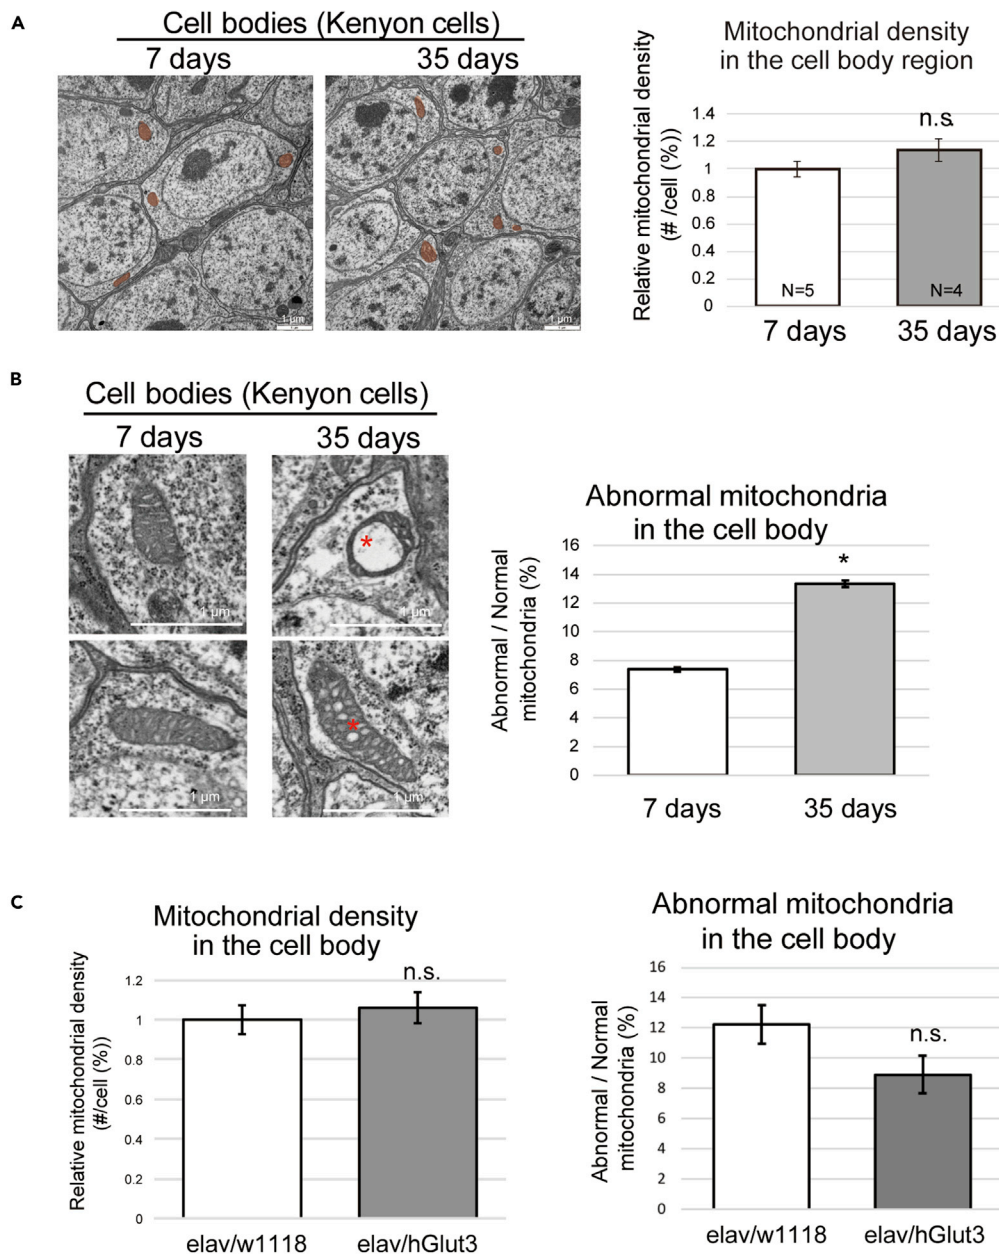 A
Cell bodies (Kenyon cells)
7 days
35 days
1 µm
1 µm
Mitochondrial density
in the cell body region
Relative mitochondrial density
(# /cell (%))
1.4
1.2
1
0.8
0.6
0.4
0.2
0
n.s.
N=5
N=4
7 days
35 days
B
Cell bodies (Kenyon cells)
7 days
35 days
*
1 µm
1 µm
*
1 µm
1 µm
Abnormal mitochondria
in the cell body
Abnormal / Normal
mitochondria (%)
16
14
12
10
8
6
4
2
0
*
7 days
35 days
C
Mitochondrial density
in the cell body
Relative mitochondrial density
(#/cell (%))
1.2
1
0.8
0.6
0.4
0.2
0
n.s.
elav/w1118
elav/hGlut3
Abnormal mitochondria
in the cell body
Abnormal / Normal
mitochondria (%)
16
14
12
10
8
6
4
2
0
n.s.
elav/w1118
elav/hGlut3